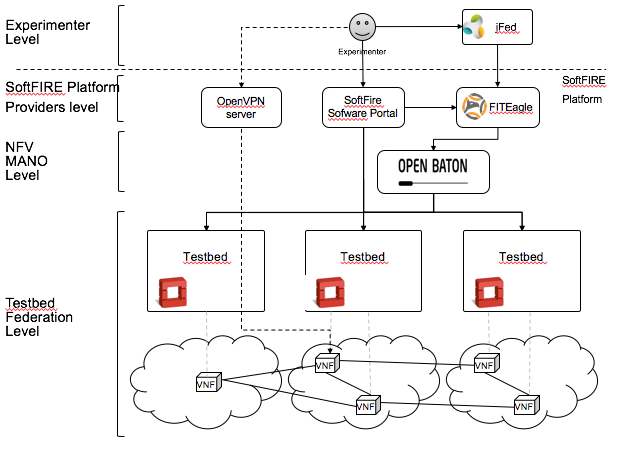 Experimenter
Level
iFed
Experimenter
SoftFIRE Platform
Providers level
SoftFIRE
Platform
OpenVPN
server
SoftFire
Sofware Portal
FITEagle
NFV
MANO
Level
OPEN BATON
Testbed
Testbed
Testbed
Testbed
Federation
Level
VNF
VNF
VNF
VNF
VNF